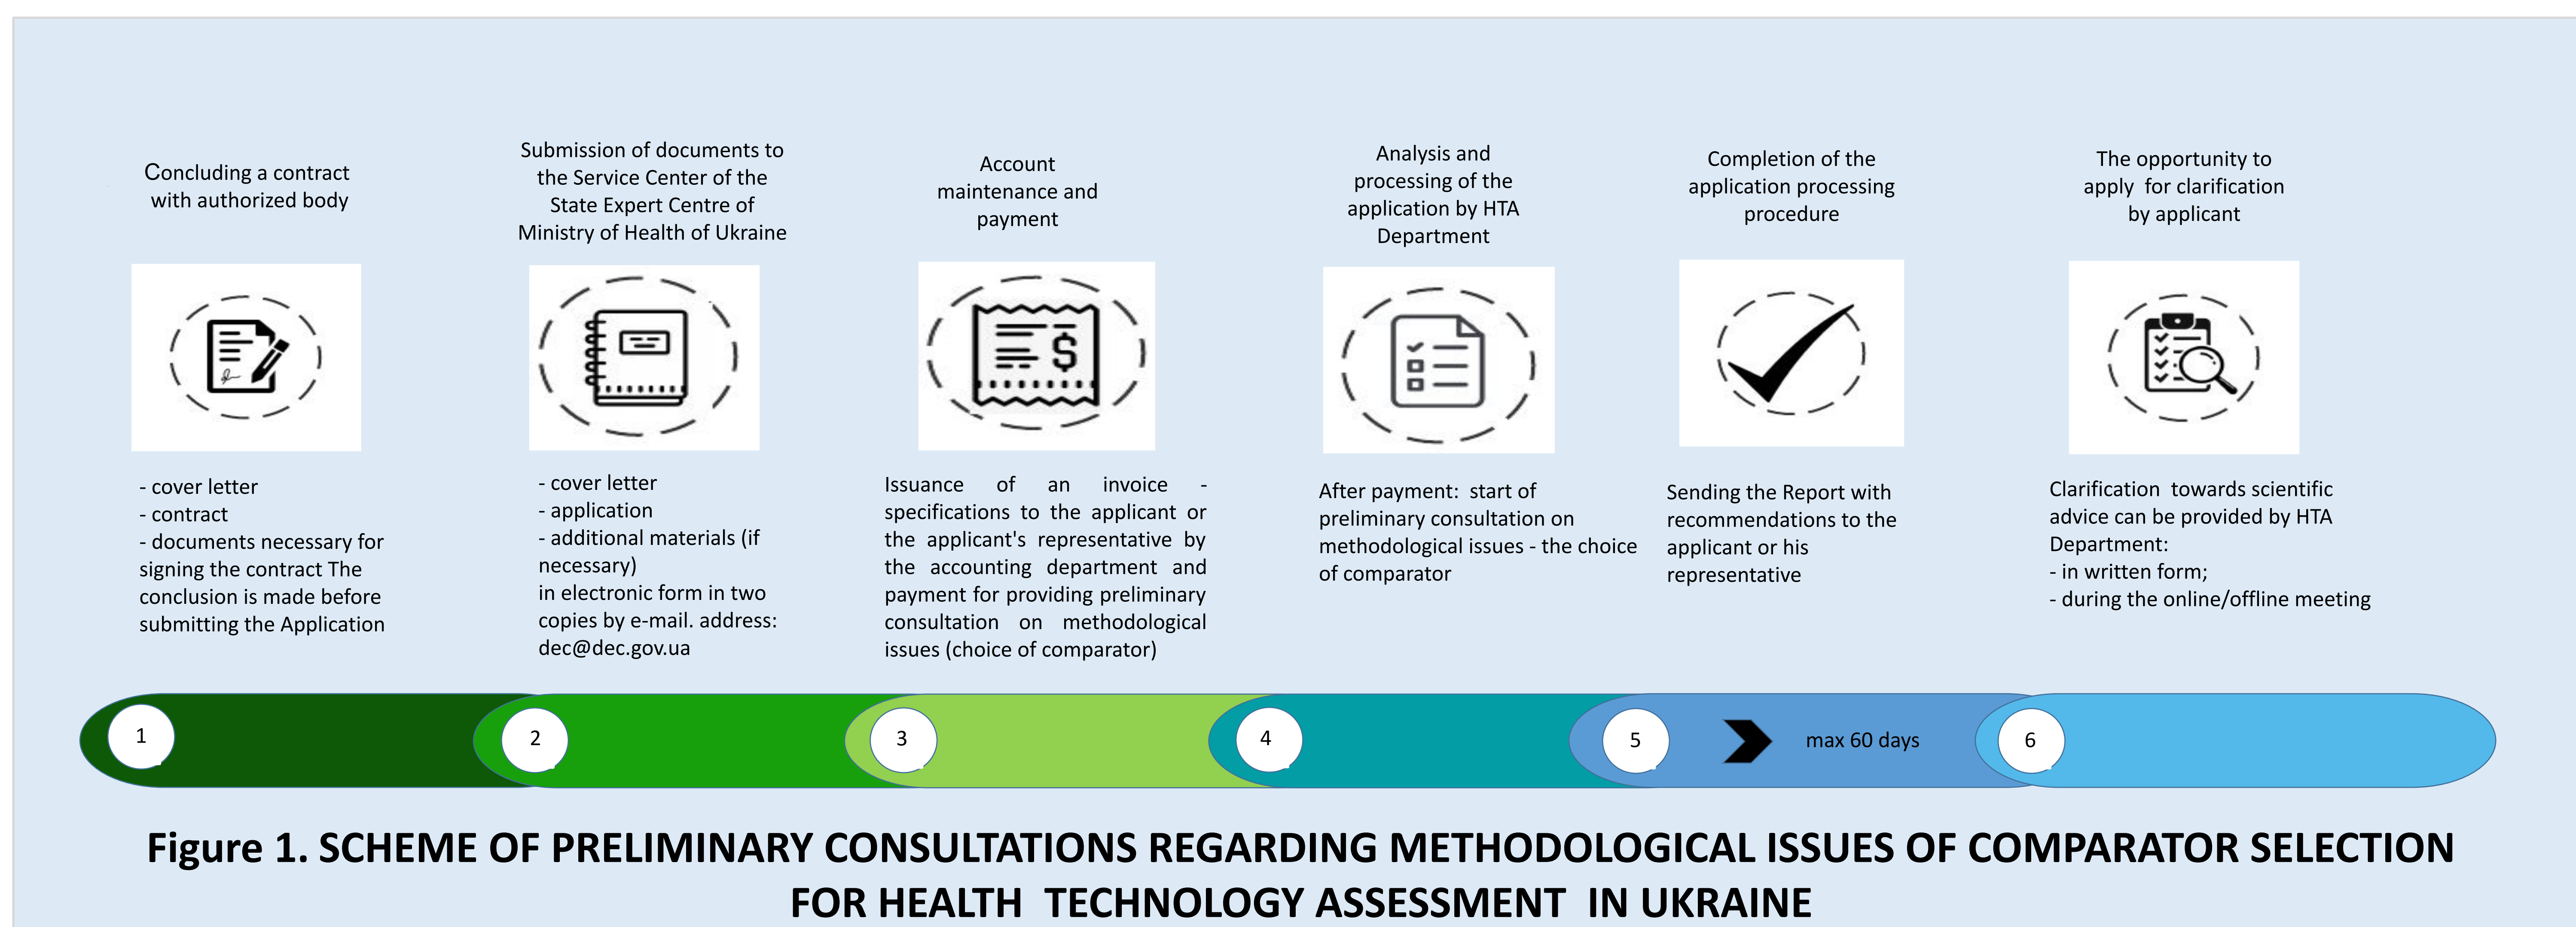 Concluding a contract
with authorized body
- cover letter
- contract
- documents necessary for
signing the contract The
conclusion is made before
submitting the Application
Submission of documents to
the Service Center of the
State Expert Centre of
Ministry of Health of Ukraine
- cover letter
- application
- additional materials (if
necessary)
in electronic form in two
copies by e-mail. address:
dec@dec.gov.ua
Account
maintenance and
payment
$
Issuance of an invoice -
specifications to the applicant or
the applicant's representative by
the accounting department and
payment for providing preliminary
consultation on methodological
issues (choice of comparator)
Analysis and
processing of the
application by HTA
Department
After payment: start of
preliminary consultation on
methodological issues - the choice
of comparator
Completion of the
application processing
procedure
Sending the Report with
recommendations to the
applicant or his
representative
The opportunity to
apply for clarification
by applicant
Clarification towards scientific
advice can be provided by HTA
Department:
- in written form;
- during the online/offline meeting
1
2
3
4
5
max 60 days
6
Figure 1. SCHEME OF PRELIMINARY CONSULTATIONS REGARDING METHODOLOGICAL ISSUES OF COMPARATOR SELECTION
FOR HEALTH TECHNOLOGY ASSESSMENT IN UKRAINE